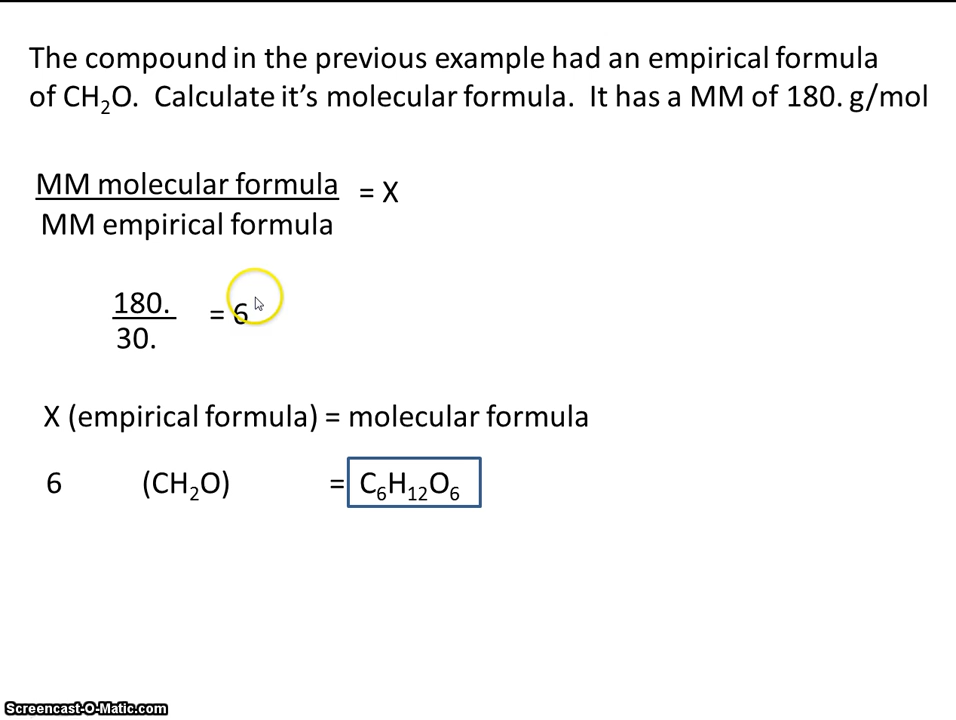 The compound in the previous example had an empirical formula
of CH₂O.  Calculate it’s molecular formula.  It has a MM of 180. g/mol
MM molecular formula
= X
MM empirical formula
180.
= 6
30.
X (empirical formula) = molecular formula
6 (CH₂O) = C₆H₁₂O₆
Screencast-O-Matic.com